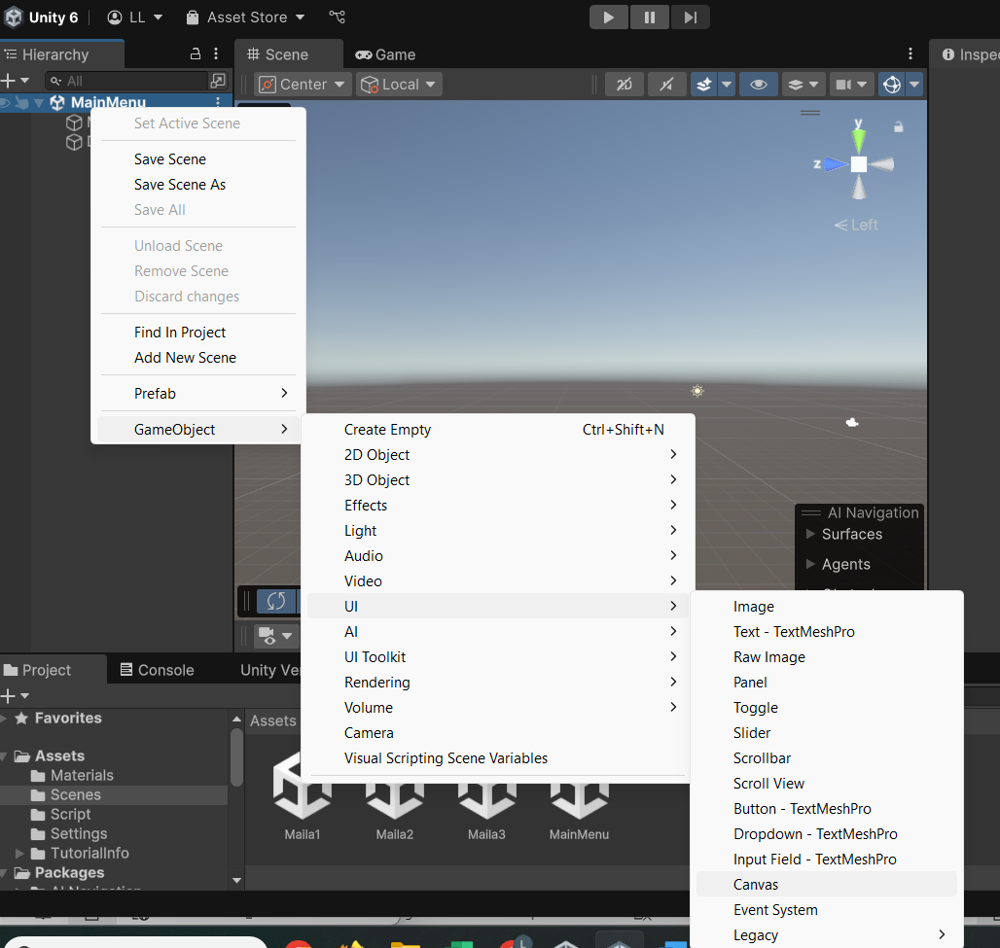 Unity 6
LL
Asset Store
Hierarchy
Scene
Game
Inspec
All
Center
Local
MainMenu
Set Active Scene
Save Scene
Save Scene As
Save All
Unload Scene
Remove Scene
Discard changes
Find In Project
Add New Scene
Prefab
GameObject
y
z
Left
Create Empty Ctrl+Shift+N
2D Object
3D Object
Effects
Light
Audio
Video
UI
AI
UI Toolkit
Rendering
Volume
Camera
Visual Scripting Scene Variables
AI Navigation
Surfaces
Agents
Image
Text - TextMeshPro
Raw Image
Panel
Toggle
Slider
Scrollbar
Scroll View
Button - TextMeshPro
Dropdown - TextMeshPro
Input Field - TextMeshPro
Canvas
Event System
Legacy
Project
Console
Unity Ver
Favorites
Assets
Materials
Scenes
Script
Settings
TutorialInfo
Packages
Assets
Maila1
Maila2
Maila3
MainMenu